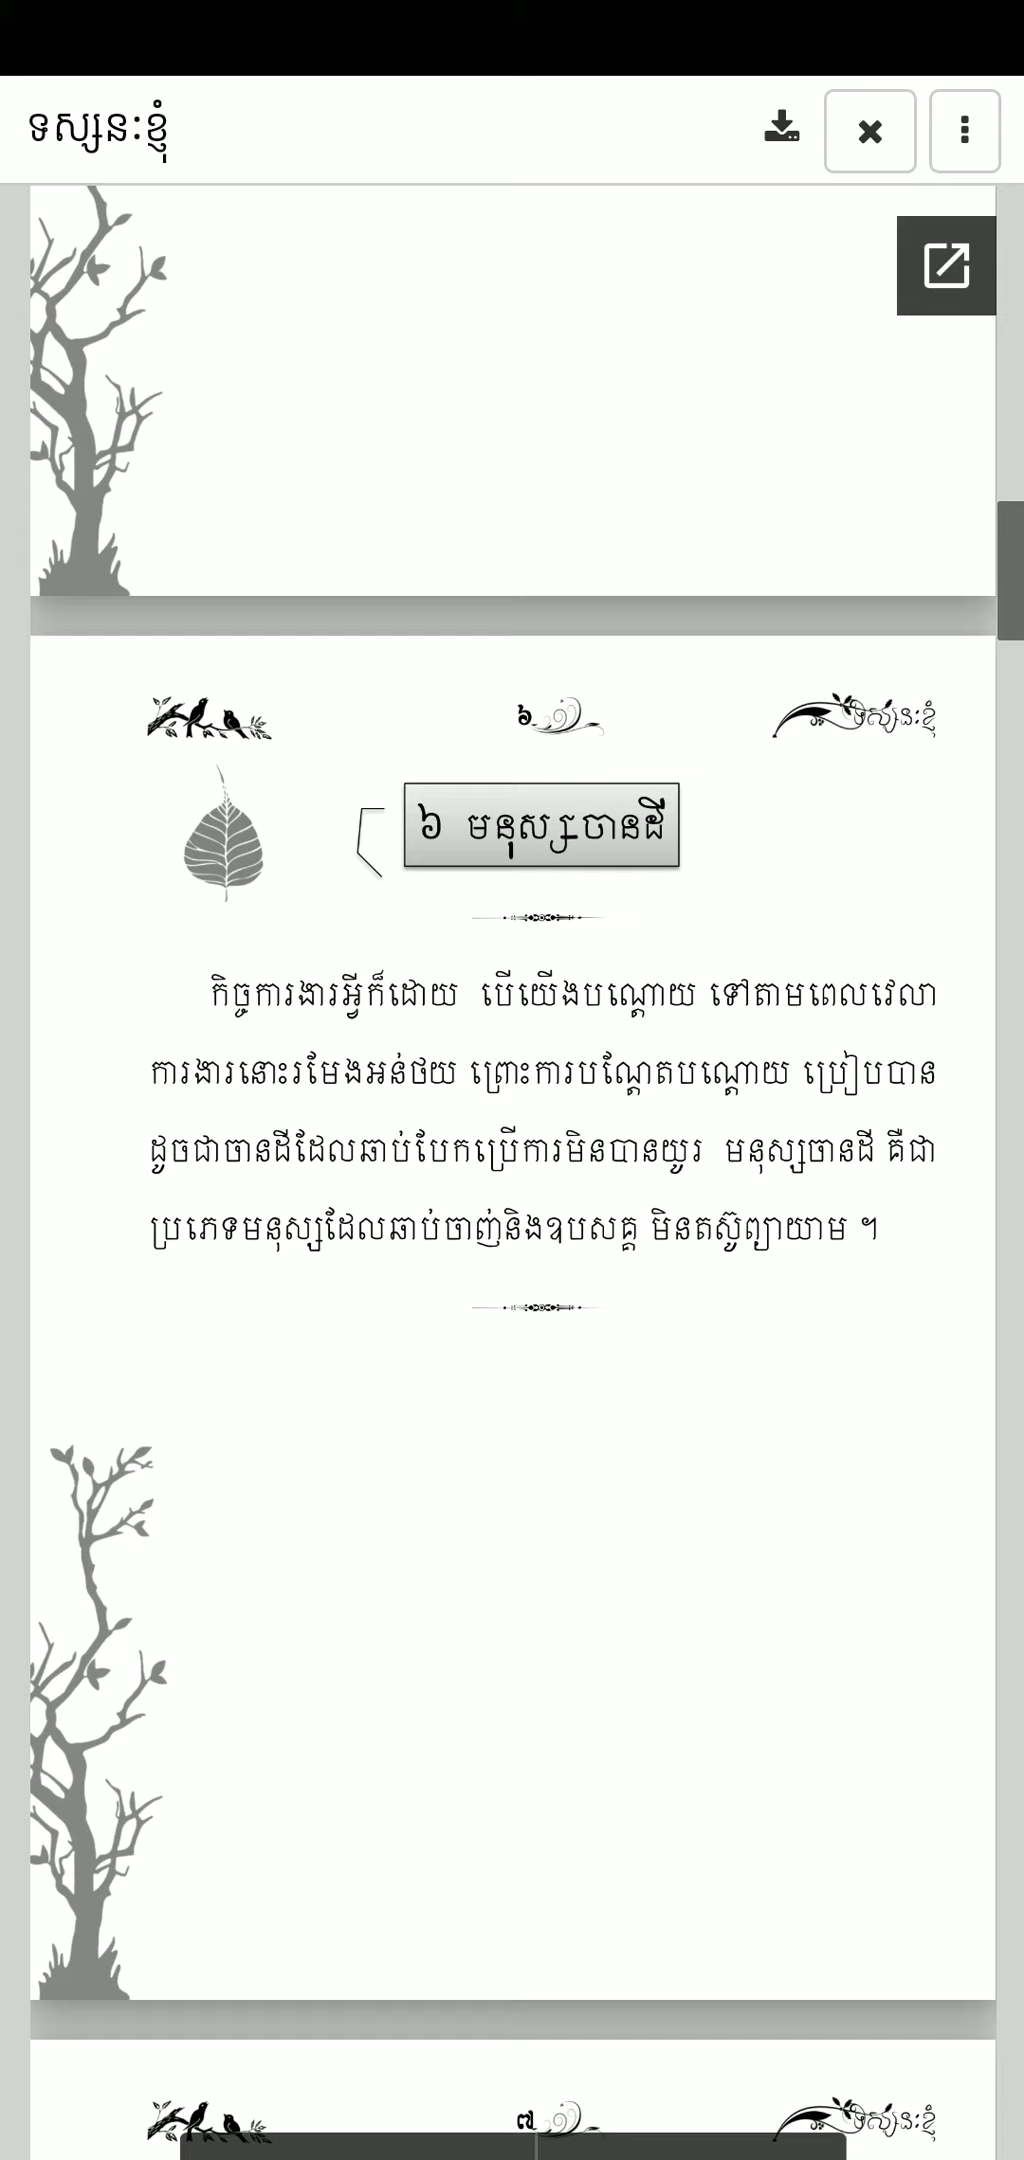 ទស្សនៈខ្ញុំ
៦ ទស្សនៈខ្ញុំ
៦ មនុស្សចានដី
កិច្ចការងារអ្វីក៏ដោយ បើយើងបណ្តោយ ទៅតាមពេលវេលា
ការងារនោះរមែងអន់ថយ ព្រោះការបណ្តែតបណ្តោយ ប្រៀបបាន
ដូចជាចានដីដែលឆាប់បែកប្រើការមិនបានយូរ មនុស្សចានដី គឺជា
ប្រភេទមនុស្សដែលឆាប់ចាញ់និងឧបសគ្គ មិនតស៊ូព្យាយាម ។
៧ ទស្សនៈខ្ញុំ